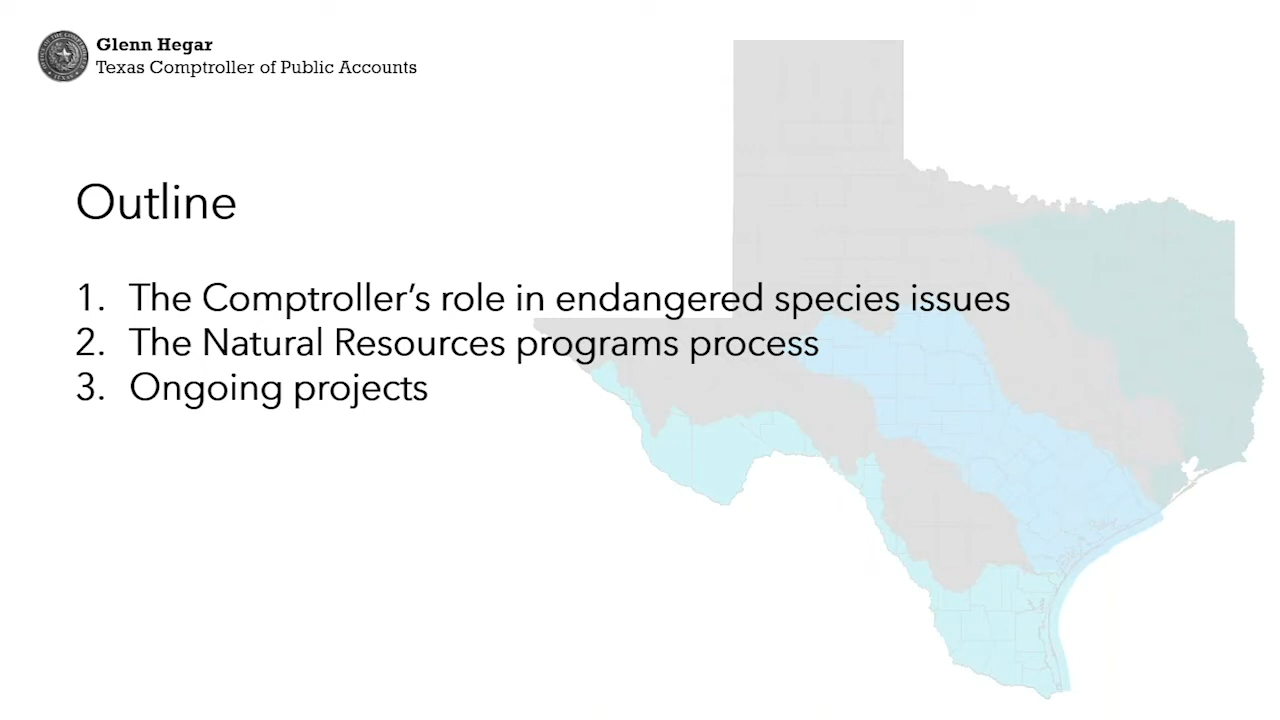 Glenn Hegar
Texas Comptroller of Public Accounts
Outline
1. The Comptroller’s role in endangered species issues
2. The Natural Resources programs process
3. Ongoing projects